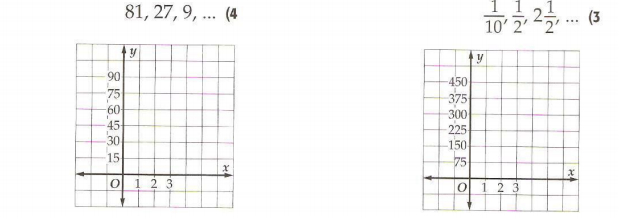 1/10, 1/2, 2 1/2, ... (3
y
450
375
300
225
150
75
O 1 2 3 x
81, 27, 9, ... (4
y
90
75
60
45
30
15
O 1 2 3 x